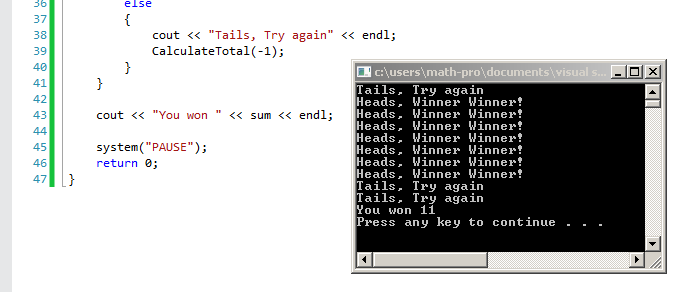 36 else
37 {
38 cout << "Tails, Try again" << endl;
39 CalculateTotal(-1);
40 }
41 }
42
43 cout << "You won " << sum << endl;
44
45 system("PAUSE");
46 return 0;
47 }
c:\users\math-pro\documents\visual s...
Tails, Try again
Heads, Winner Winner!
Heads, Winner Winner!
Heads, Winner Winner!
Heads, Winner Winner!
Heads, Winner Winner!
Heads, Winner Winner!
Heads, Winner Winner!
Tails, Try again
Tails, Try again
You won 11
Press any key to continue . . .